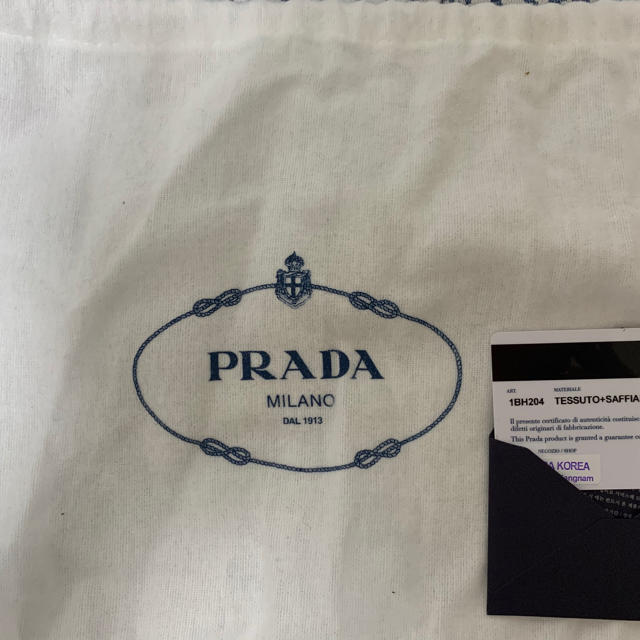 PRADA
MILANO
DAL 1913
ART. MATERIALE
1BH204 TESSUTO+SAFFIA
Il presente certificato di autenticità costituisc
difetti originari di fabbricazione.
This Prada product is granted a guarantee co
NEGOZIO / SHOP
A KOREA
angnam